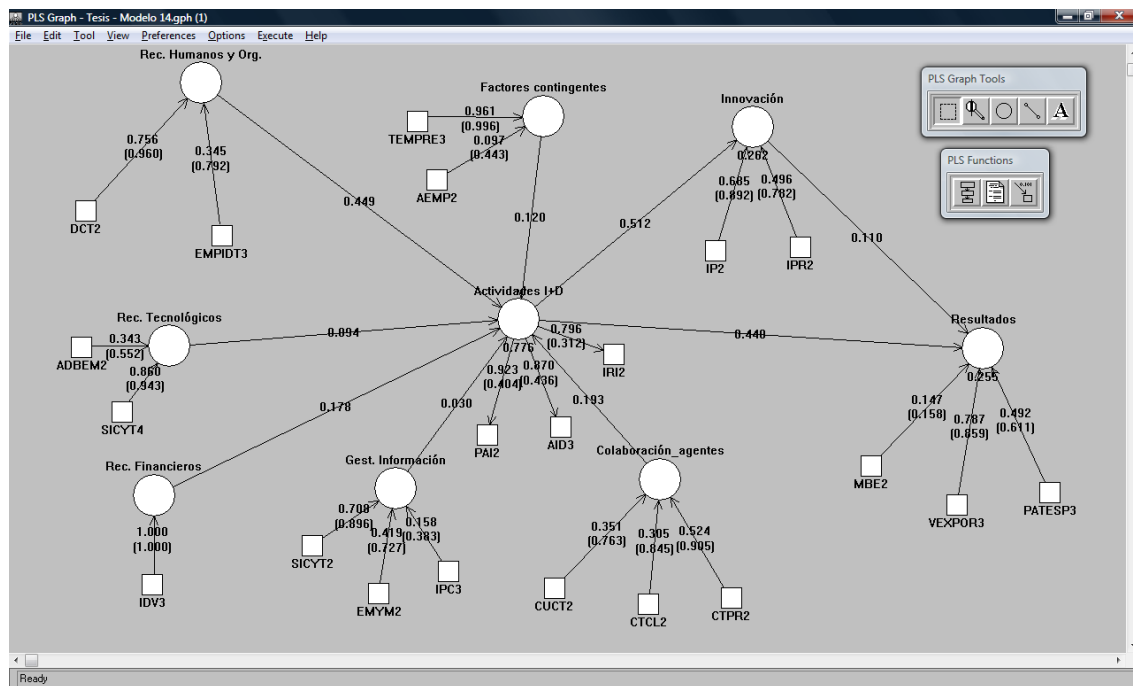 PLS Graph - Tesis - Modelo 14.gph (1)
File Edit Tool View Preferences Options Execute Help
Rec. Humanos y Org.
0.756
(0.960)
0.345
(0.792)
DCT2
EMPIDT3
0.449
Factores contingentes
0.961
(0.996)
TEMPRE3
0.097
(0.443)
AEMP2
0.120
Innovación
0.262
0.685
(0.892)
0.496
(0.782)
IP2
IPR2
0.512
0.110
PLS Graph Tools
A
PLS Functions
Rec. Tecnológicos
0.343
(0.552)
ADBEM2
0.860
(0.943)
SICYT4
0.094
Actividades I+D
0.776
0.796
(0.312)
IRI2
0.923
(0.404)
0.870
(0.436)
PAI2
AID3
0.448
Resultados
0.255
0.147
(0.158)
0.787
(0.859)
0.492
(0.611)
MBE2
VEXPOR3
PATESP3
0.178
0.030
0.193
Rec. Financieros
1.000
(1.000)
IDV3
Gest. Información
0.708
(0.896)
0.419
(0.727)
0.158
(0.383)
SICYT2
EMYM2
IPC3
Colaboración_agentes
0.351
(0.763)
0.305
(0.845)
0.524
(0.905)
CUCT2
CTCL2
CTPR2
Ready